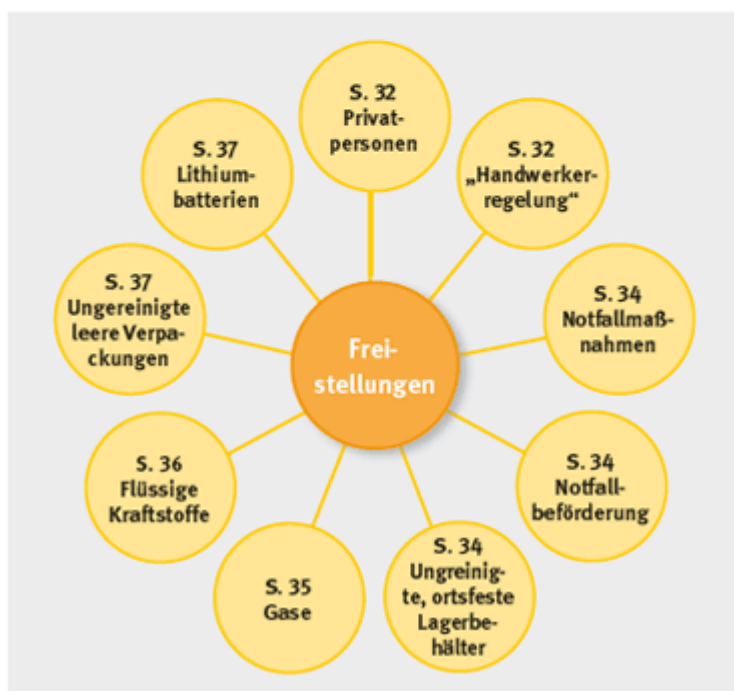 S. 32
Privat-
personen
S. 32
„Handwerker-
regelung“
S. 34
Notfallmaß-
nahmen
S. 34
Notfall-
beförderung
S. 34
Ungreinig-
te, ortsfeste
Lagerbe-
hälter
S. 35
Gase
S. 36
Flüssige
Kraftstoffe
S. 37
Ungereinigte
leere Verpa-
ckungen
S. 37
Lithium-
batterien
Frei-
stellungen